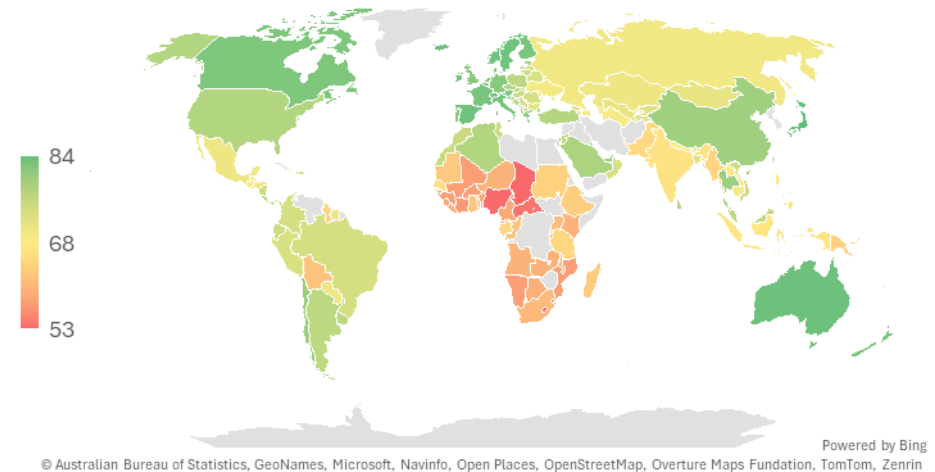 84
68
53
Powered by Bing
© Australian Bureau of Statistics, GeoNames, Microsoft, Navinfo, Open Places, OpenStreetMap, Overture Maps Fundation, TomTom, Zenrin